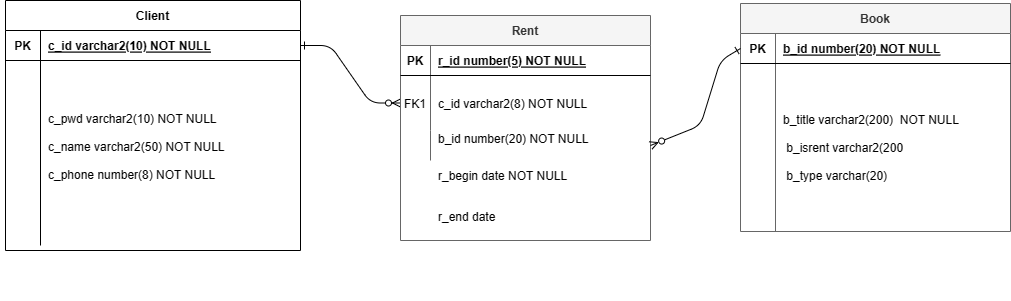 Client
PK c_id varchar2(10) NOT NULL
c_pwd varchar2(10) NOT NULL
c_name varchar2(50) NOT NULL
c_phone number(8) NOT NULL
Rent
PK r_id number(5) NOT NULL
FK1 c_id varchar2(8) NOT NULL
b_id number(20) NOT NULL
r_begin date NOT NULL
r_end date
Book
PK b_id number(20) NOT NULL
b_title varchar2(200) NOT NULL
b_isrent varchar2(200
b_type varchar(20)